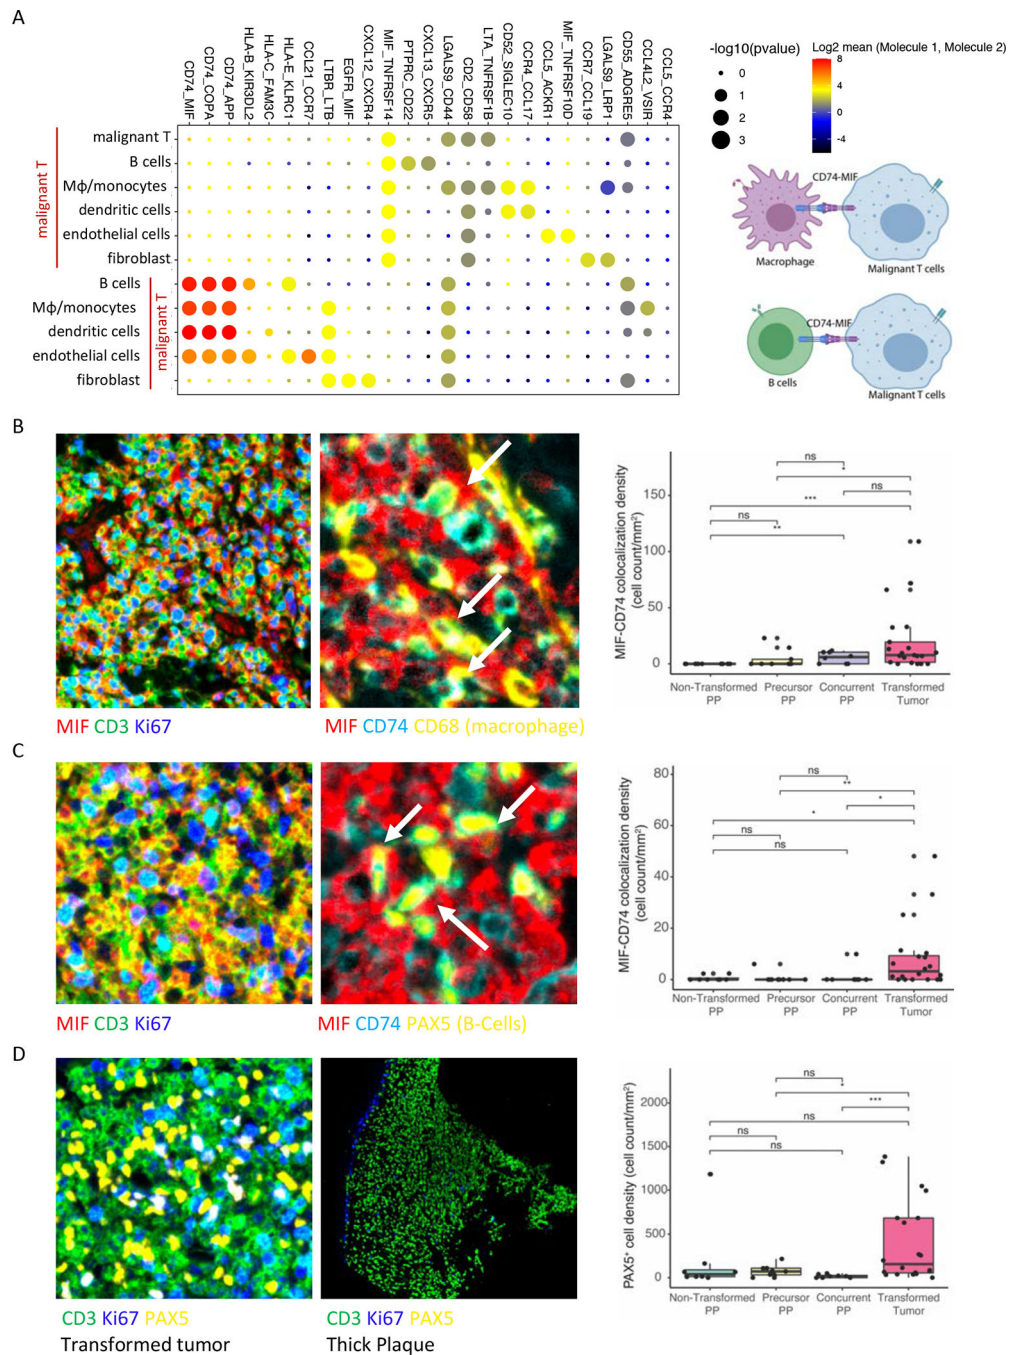 A
CD74_MIF
CD74_COPA
CD74_APP
HLA-B_KIR3DL2
HLA-C_FAM3C
HLA-E_KLRC1
CCL21_CCR7
LTBR_LTB
EGFR_MIF
CXCL12_CXCR4
MIF_TNFRSF14
PTPRC_CD22
CXCL13_CXCR5
LGALS9_CD44
CD2_CD58
LTA_TNFRSF1B
CD52_SIGLEC10
CCR4_CCL17
CCL5_ACKR1
MIF_TNFRSF10D
CCR7_CCL19
LGALS9_LRP1
CD55_ADGRE5
CCL4L2_VSIR
CCL5_CCR4
malignant T
malignant T
B cells
Mϕ/monocytes
dendritic cells
endothelial cells
fibroblast
malignant T
B cells
Mϕ/monocytes
dendritic cells
endothelial cells
fibroblast
-log10(pvalue)
0
1
2
3
Log2 mean (Molecule 1, Molecule 2)
8
4
0
-4
CD74-MIF
Macrophage
Malignant T cells
CD74-MIF
B cells
Malignant T cells
B
MIF CD3 Ki67
MIF CD74 CD68 (macrophage)
MIF-CD74 colocalization density
(cell count/mm²)
150
100
50
0
ns
*
ns
***
ns
**
Non-Transformed
PP
Precursor
PP
Concurrent
PP
Transformed
Tumor
C
MIF CD3 Ki67
MIF CD74 PAX5 (B-Cells)
MIF-CD74 colocalization density
(cell count/mm²)
80
60
40
20
0
ns
**
*
*
ns
ns
Non-Transformed
PP
Precursor
PP
Concurrent
PP
Transformed
Tumor
D
CD3 Ki67 PAX5
Transformed tumor
CD3 Ki67 PAX5
Thick Plaque
PAX5⁺ cell density (cell count/mm²)
2000
1500
1000
500
0
ns
*
***
ns
ns
ns
Non-Transformed
PP
Precursor
PP
Concurrent
PP
Transformed
Tumor